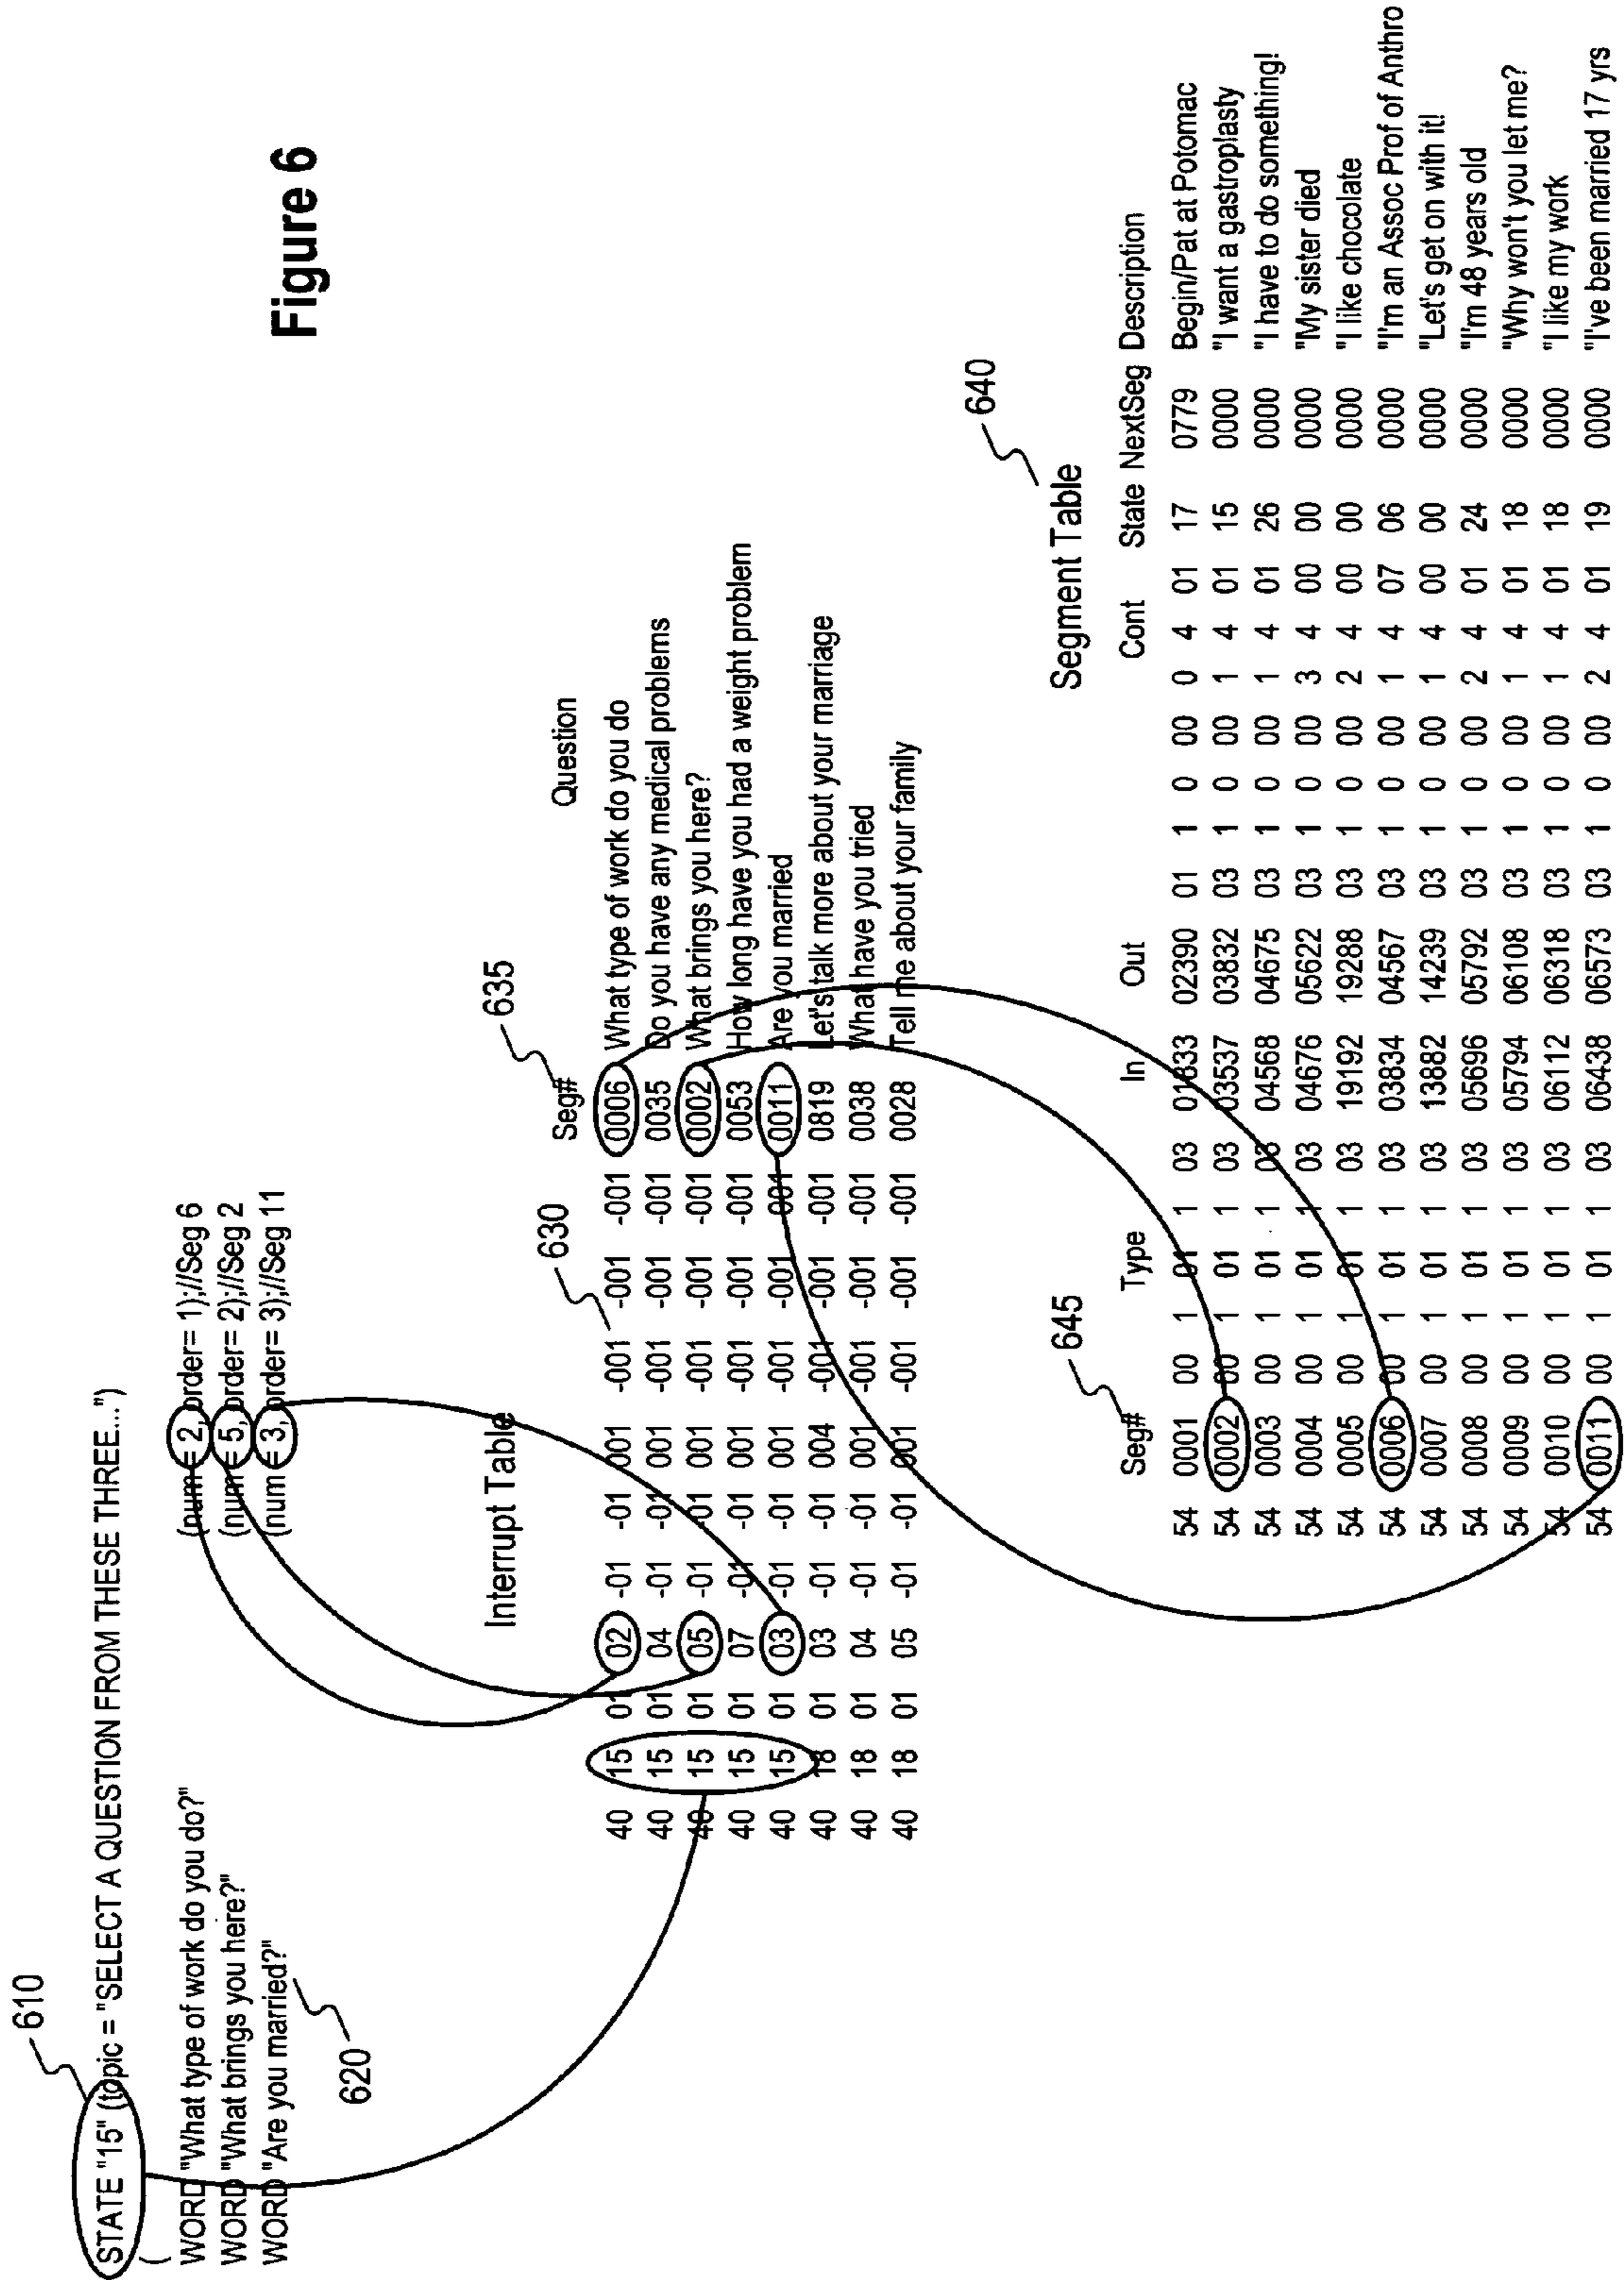 Figure 6
610
STATE "15" (topic = "SELECT A QUESTION FROM THESE THREE...")
(
WORD "What type of work do you do?" (num = 2, order= 1);//Seg 6
WORD "What brings you here?" (num = 5, order= 2);//Seg 2
WORD "Are you married?" (num = 3, order= 3);//Seg 11
620
Interrupt Table
630
635
Seg# Question
40 15 01 02 -01 -01 001 -001 -001 -001 0006 What type of work do you do
40 15 01 04 -01 -01 001 -001 -001 -001 0035 Do you have any medical problems
40 15 01 05 -01 -01 001 -001 -001 -001 0002 What brings you here?
40 15 01 07 -01 -01 001 -001 -001 -001 0053 How long have you had a weight problem
40 15 01 03 -01 -01 001 -001 -001 -001 0011 Are you married
40 18 01 03 -01 -01 004 -001 -001 -001 0819 Let's talk more about your marriage
40 18 01 04 -01 -01 001 -001 -001 -001 0038 What have you tried
40 18 01 05 -01 -01 001 -001 -001 -001 0028 Tell me about your family
640
Segment Table
645
Seg# Type In Out Cont State NextSeg Description
54 0001 00 1 01 1 03 01833 02390 01 1 0 00 0 4 01 17 0779 Begin/Pat at Potomac
54 0002 00 1 01 1 03 03537 03832 03 1 0 00 1 4 01 15 0000 "I want a gastroplasty
54 0003 00 1 01 1 03 04568 04675 03 1 0 00 1 4 01 26 0000 "I have to do something!
54 0004 00 1 01 1 03 04676 05622 03 1 0 00 3 4 00 00 0000 "My sister died
54 0005 00 1 01 1 03 19192 19288 03 1 0 00 2 4 00 00 0000 "I like chocolate
54 0006 00 1 01 1 03 03834 04567 03 1 0 00 1 4 07 06 0000 "I'm an Assoc Prof of Anthro
54 0007 00 1 01 1 03 13882 14239 03 1 0 00 1 4 00 00 0000 "Let's get on with it!
54 0008 00 1 01 1 03 05696 05792 03 1 0 00 2 4 01 24 0000 "I'm 48 years old
54 0009 00 1 01 1 03 05794 06108 03 1 0 00 1 4 01 18 0000 "Why won't you let me?
54 0010 00 1 01 1 03 06112 06318 03 1 0 00 1 4 01 18 0000 "I like my work
54 0011 00 1 01 1 03 06438 06573 03 1 0 00 2 4 01 19 0000 "I've been married 17 yrs